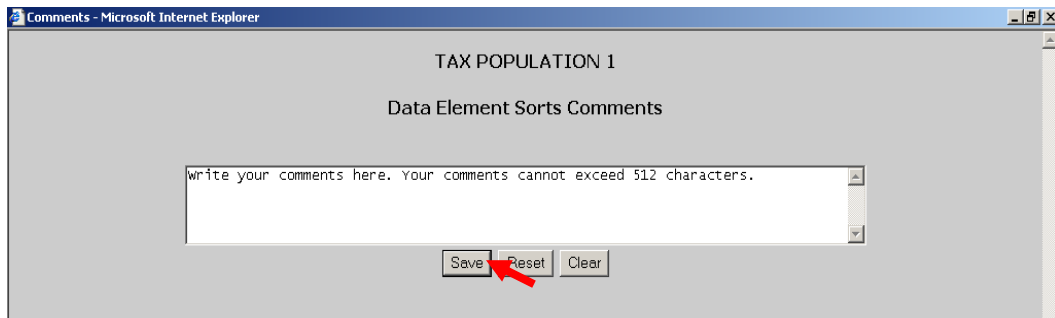 Comments - Microsoft Internet Explorer
TAX POPULATION 1
Data Element Sorts Comments
Write your comments here. Your comments cannot exceed 512 characters.
Save Reset Clear